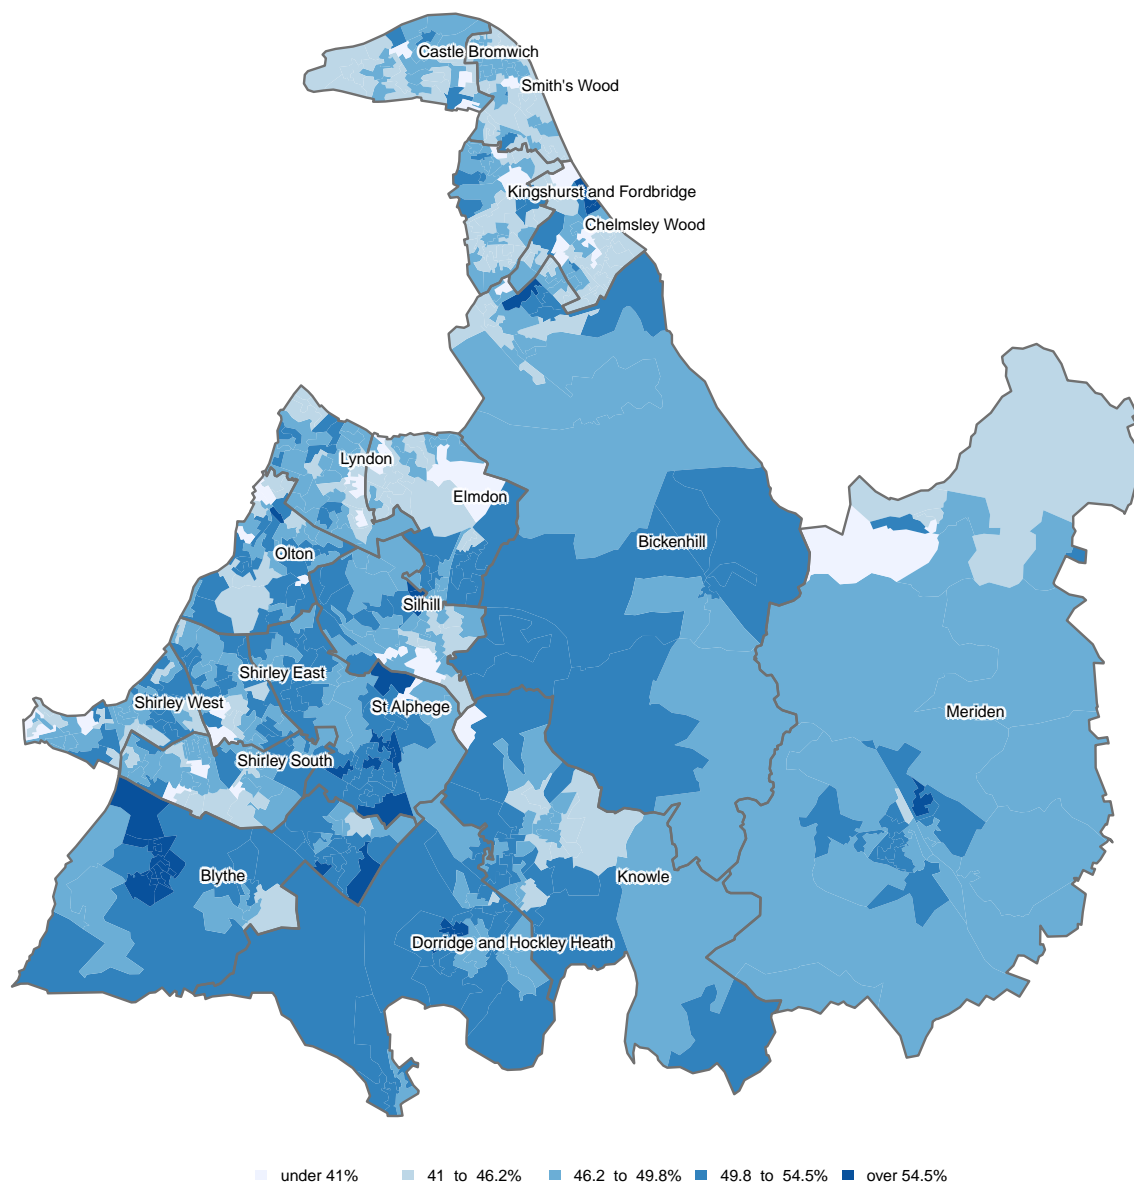 Castle Bromwich
Smith's Wood
Kingshurst and Fordbridge
Chelmsley Wood
Lyndon
Elmdon
Bickenhill
Olton
Silhill
Shirley East
Shirley West
St Alphege
Meriden
Shirley South
Blythe
Knowle
Dorridge and Hockley Heath
under 41% 41 to 46.2% 46.2 to 49.8% 49.8 to 54.5% over 54.5%